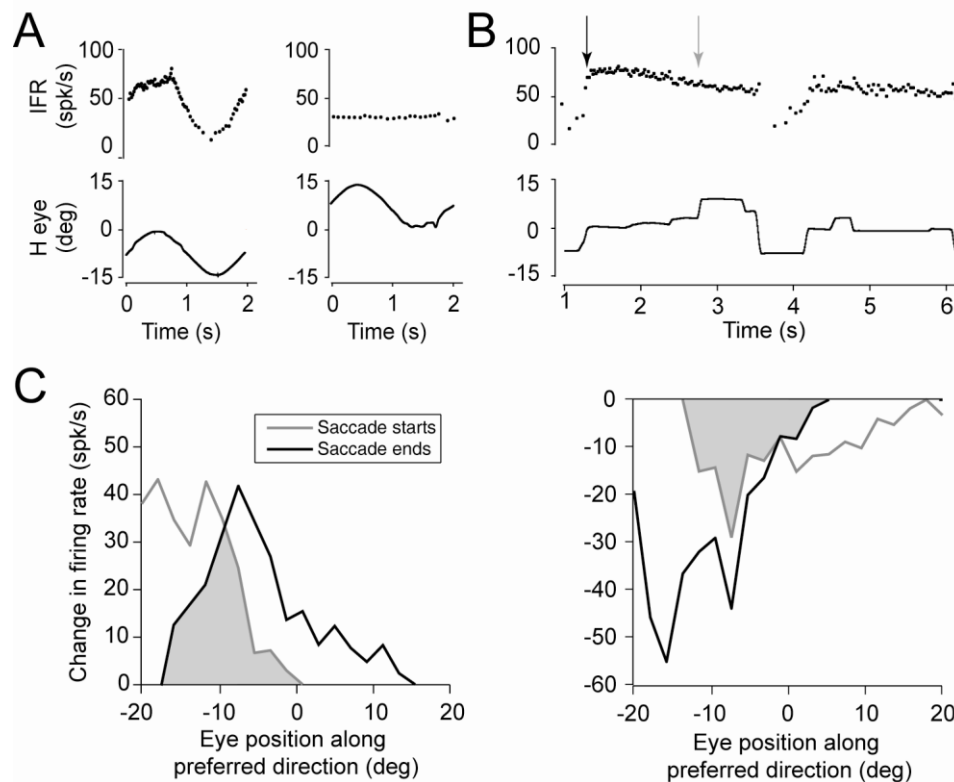 A
B
100
50
0
IFR
(spk/s)
100
50
0
100
50
0
15
0
-15
H eye
(deg)
15
0
-15
15
0
-15
0 1 2
0 1 2
1 2 3 4 5 6
Time (s)
Time (s)
Time (s)
C
60
50
40
30
20
10
0
Change in firing rate (spk/s)
Saccade starts
Saccade ends
-20 -10 0 10 20
Eye position along
preferred direction (deg)
0
-10
-20
-30
-40
-50
-60
-20 -10 0 10 20
Eye position along
preferred direction (deg)